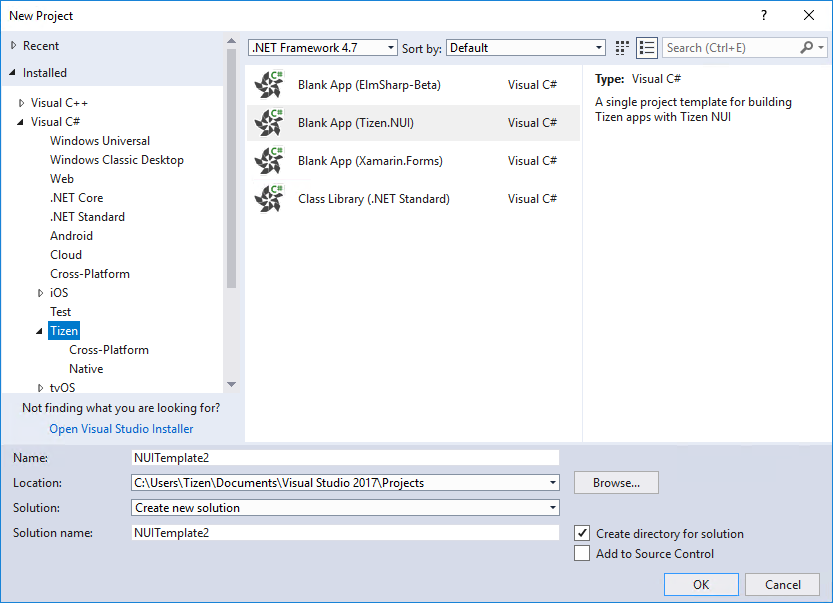 New Project
?
Recent
Installed
Visual C++
Visual C#
Windows Universal
Windows Classic Desktop
Web
.NET Core
.NET Standard
Android
Cloud
Cross-Platform
iOS
Test
Tizen
Cross-Platform
Native
tvOS
Not finding what you are looking for?
Open Visual Studio Installer
.NET Framework 4.7 Sort by: Default Search (Ctrl+E)
C# Blank App (ElmSharp-Beta) Visual C#
C# Blank App (Tizen.NUI) Visual C#
C# Blank App (Xamarin.Forms) Visual C#
C# Class Library (.NET Standard) Visual C#
Type: Visual C#
A single project template for building
Tizen apps with Tizen NUI
Name: NUITemplate2
Location: C:\Users\Tizen\Documents\Visual Studio 2017\Projects Browse...
Solution: Create new solution
Solution name: NUITemplate2
Create directory for solution
Add to Source Control
OK Cancel